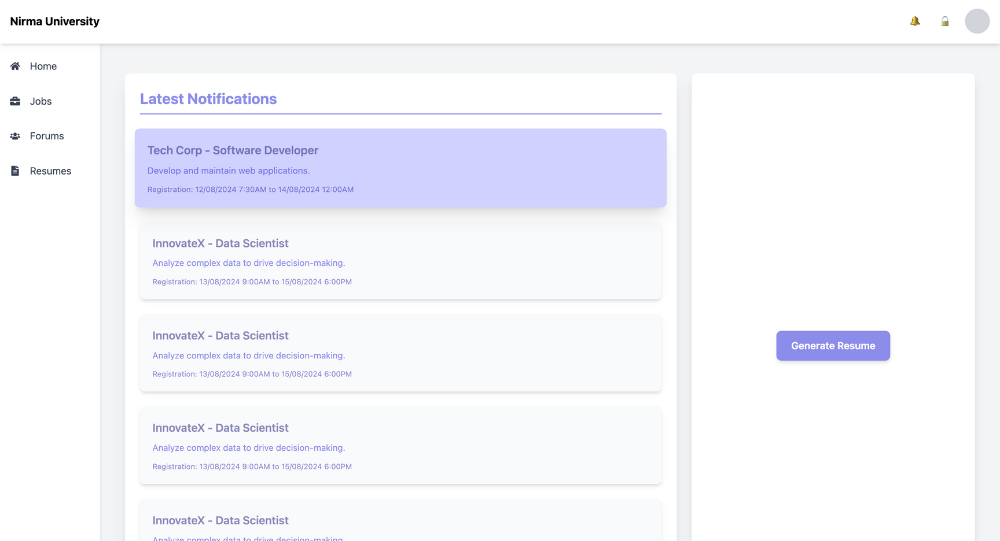 Nirma University
Home
Jobs
Forums
Resumes
Latest Notifications
Tech Corp - Software Developer
Develop and maintain web applications.
Registration: 12/08/2024 7:30AM to 14/08/2024 12:00AM
InnovateX - Data Scientist
Analyze complex data to drive decision-making.
Registration: 13/08/2024 9:00AM to 15/08/2024 6:00PM
InnovateX - Data Scientist
Analyze complex data to drive decision-making.
Registration: 13/08/2024 9:00AM to 15/08/2024 6:00PM
InnovateX - Data Scientist
Analyze complex data to drive decision-making.
Registration: 13/08/2024 9:00AM to 15/08/2024 6:00PM
InnovateX - Data Scientist
Analyze complex data to drive decision-making.
Generate Resume